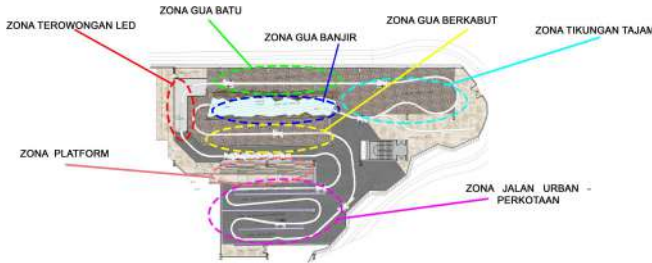 ZONA GUA BATU
ZONA GUA BERKABUT
ZONA TEROWONGAN LED
ZONA GUA BANJIR
ZONA TIKUNGAN TAJAM
ZONA PLATFORM
ZONA JALAN URBAN -
PERKOTAAN